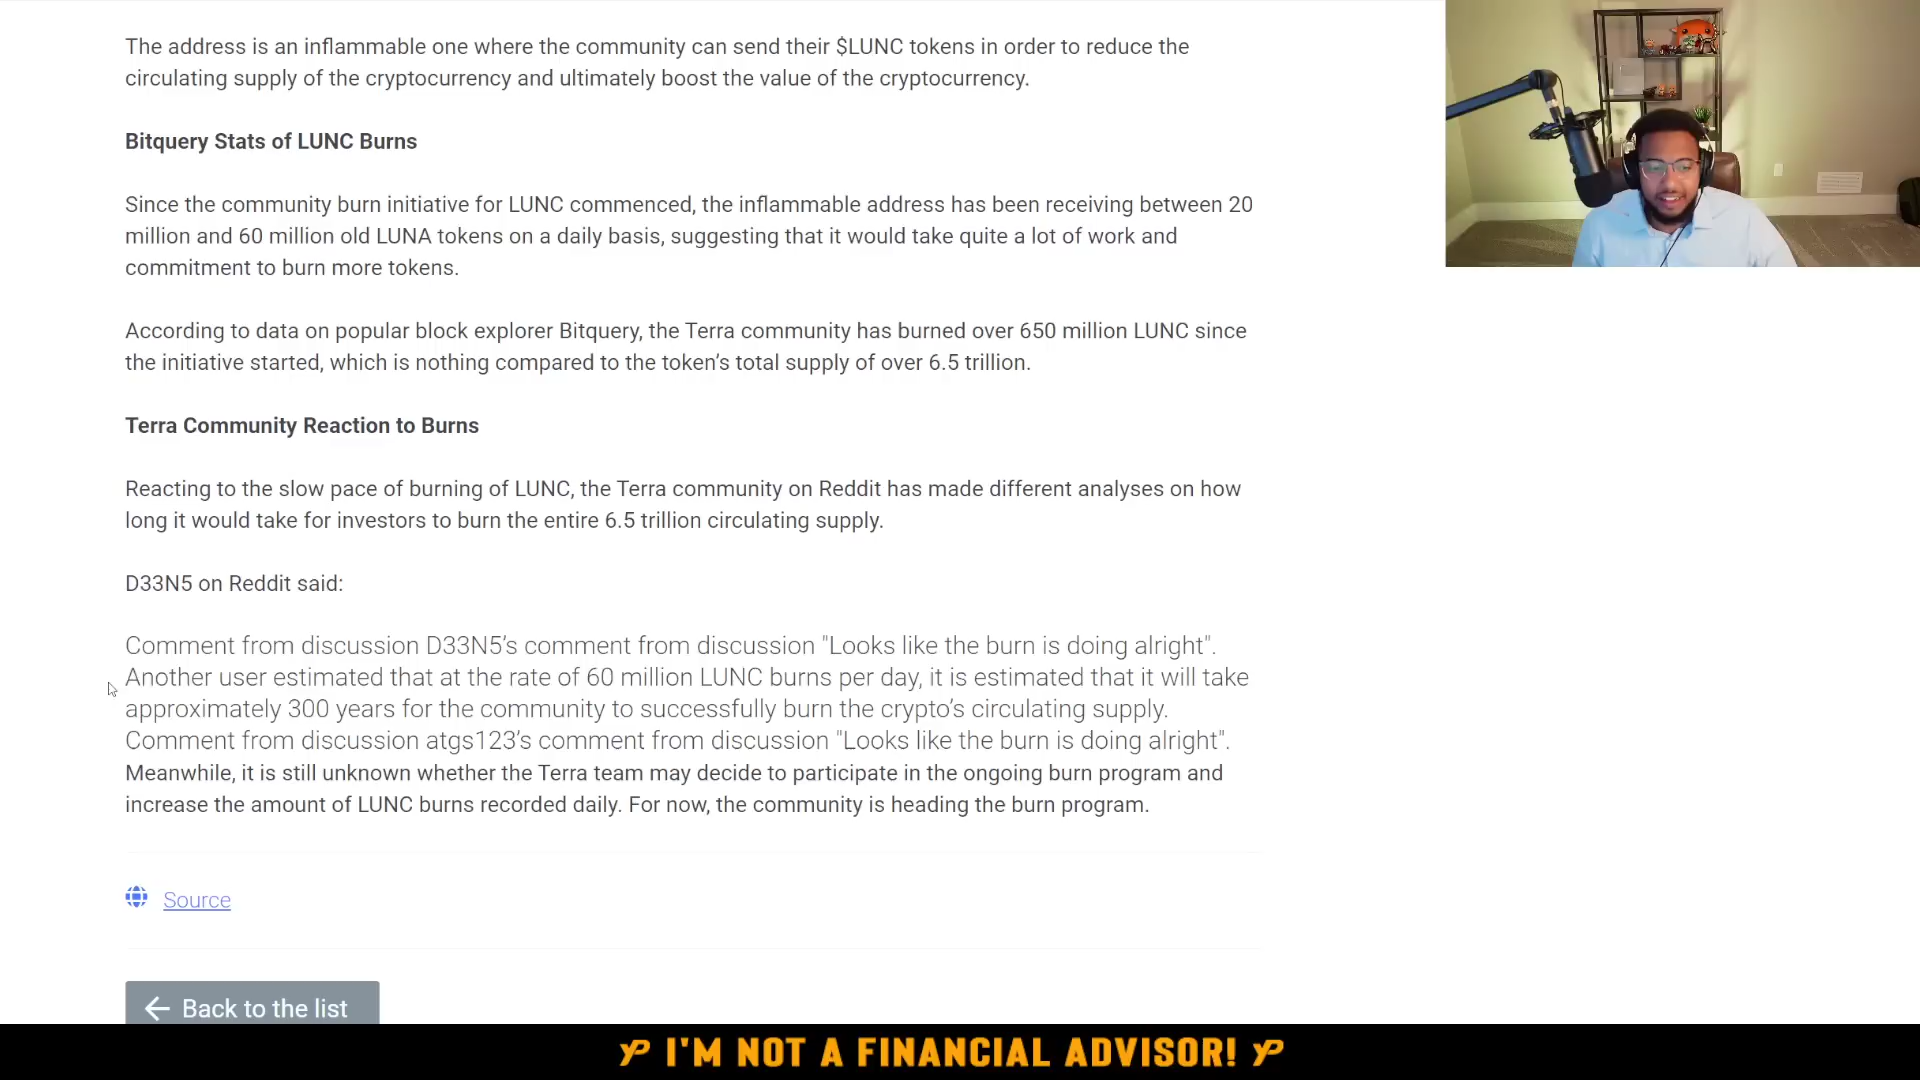 The address is an inflammable one where the community can send their $LUNC tokens in order to reduce the
circulating supply of the cryptocurrency and ultimately boost the value of the cryptocurrency.
Bitquery Stats of LUNC Burns
Since the community burn initiative for LUNC commenced, the inflammable address has been receiving between 20
million and 60 million old LUNA tokens on a daily basis, suggesting that it would take quite a lot of work and
commitment to burn more tokens.
According to data on popular block explorer Bitquery, the Terra community has burned over 650 million LUNC since
the initiative started, which is nothing compared to the token’s total supply of over 6.5 trillion.
Terra Community Reaction to Burns
Reacting to the slow pace of burning of LUNC, the Terra community on Reddit has made different analyses on how
long it would take for investors to burn the entire 6.5 trillion circulating supply.
D33N5 on Reddit said:
Comment from discussion D33N5’s comment from discussion "Looks like the burn is doing alright".
Another user estimated that at the rate of 60 million LUNC burns per day, it is estimated that it will take
approximately 300 years for the community to successfully burn the crypto’s circulating supply.
Comment from discussion atgs123’s comment from discussion "Looks like the burn is doing alright".
Meanwhile, it is still unknown whether the Terra team may decide to participate in the ongoing burn program and
increase the amount of LUNC burns recorded daily. For now, the community is heading the burn program.
Source
Back to the list
I'M NOT A FINANCIAL ADVISOR!